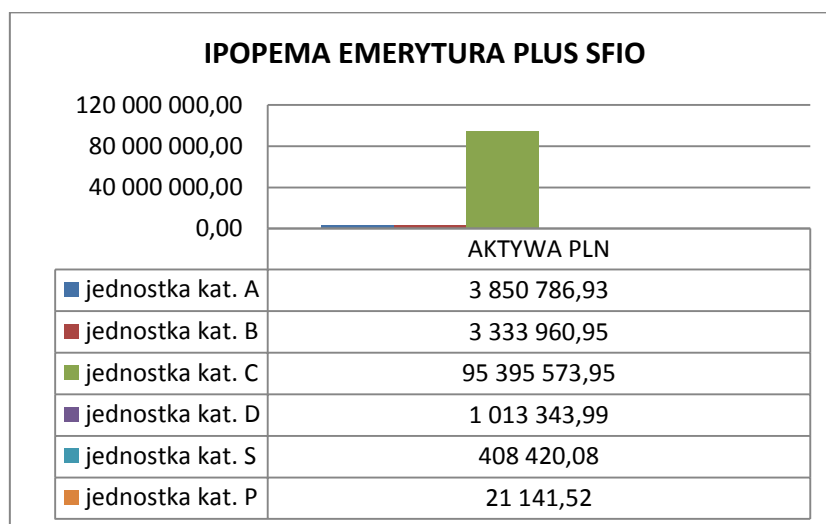 IPOPEMA EMERYTURA PLUS SFIO
120 000 000,00
80 000 000,00
40 000 000,00
0,00
AKTYWA PLN
jednostka kat. A 3 850 786,93
jednostka kat. B 3 333 960,95
jednostka kat. C 95 395 573,95
jednostka kat. D 1 013 343,99
jednostka kat. S 408 420,08
jednostka kat. P 21 141,52